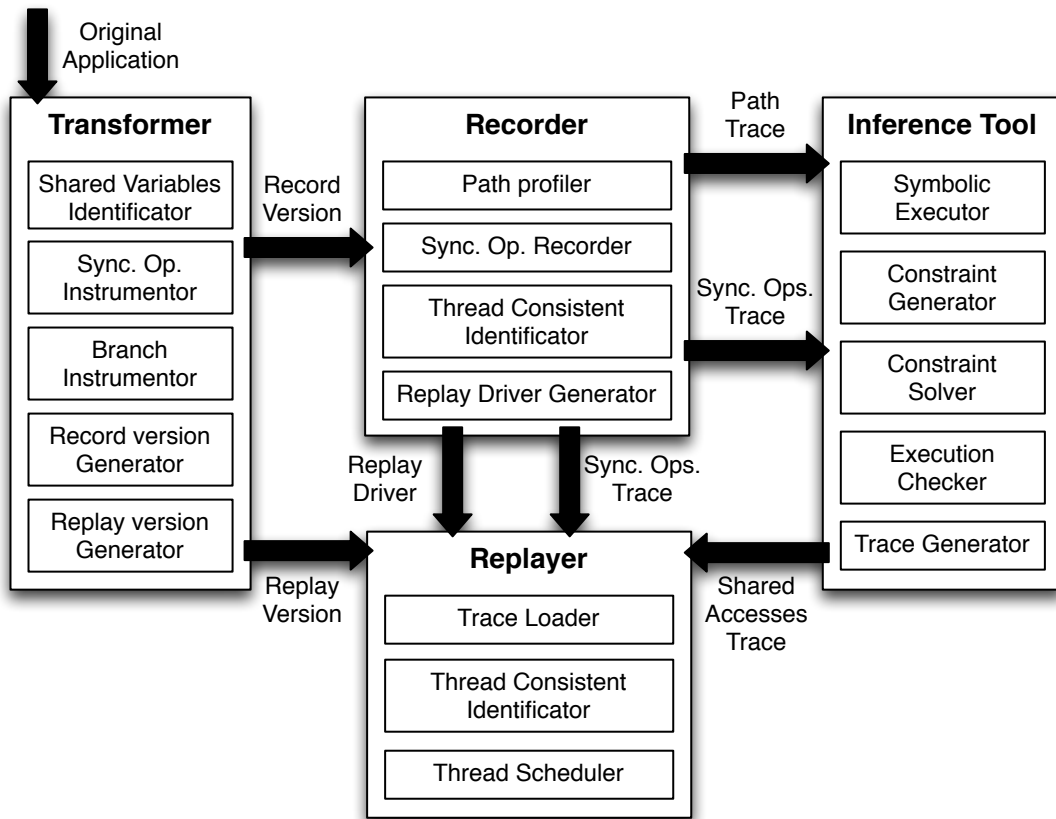 Original
Application
Transformer
Shared Variables
Identificator
Sync. Op.
Instrumentor
Branch
Instrumentor
Record version
Generator
Replay version
Generator
Record
Version
Recorder
Path profiler
Sync. Op. Recorder
Thread Consistent
Identificator
Replay Driver Generator
Path
Trace
Sync. Ops.
Trace
Inference Tool
Symbolic
Executor
Constraint
Generator
Constraint
Solver
Execution
Checker
Trace Generator
Replay
Driver
Sync. Ops.
Trace
Replay
Version
Replayer
Trace Loader
Thread Consistent
Identificator
Thread Scheduler
Shared
Accesses
Trace